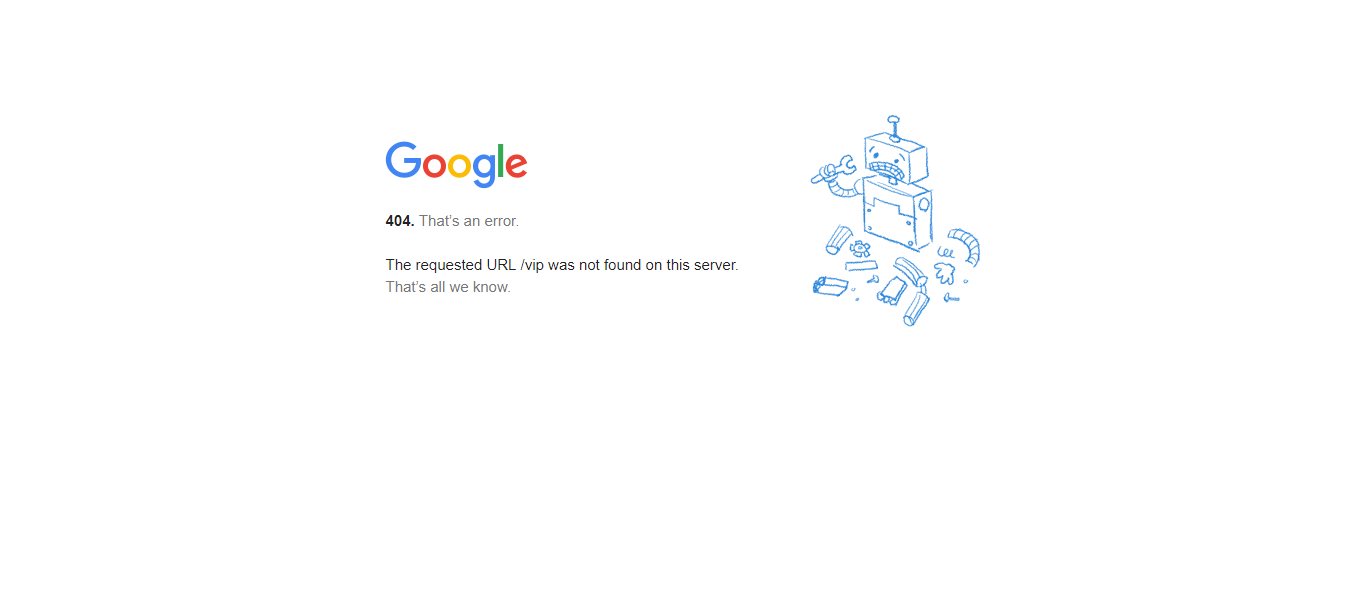 Google
404. That’s an error.
The requested URL /vip was not found on this server.
That’s all we know.